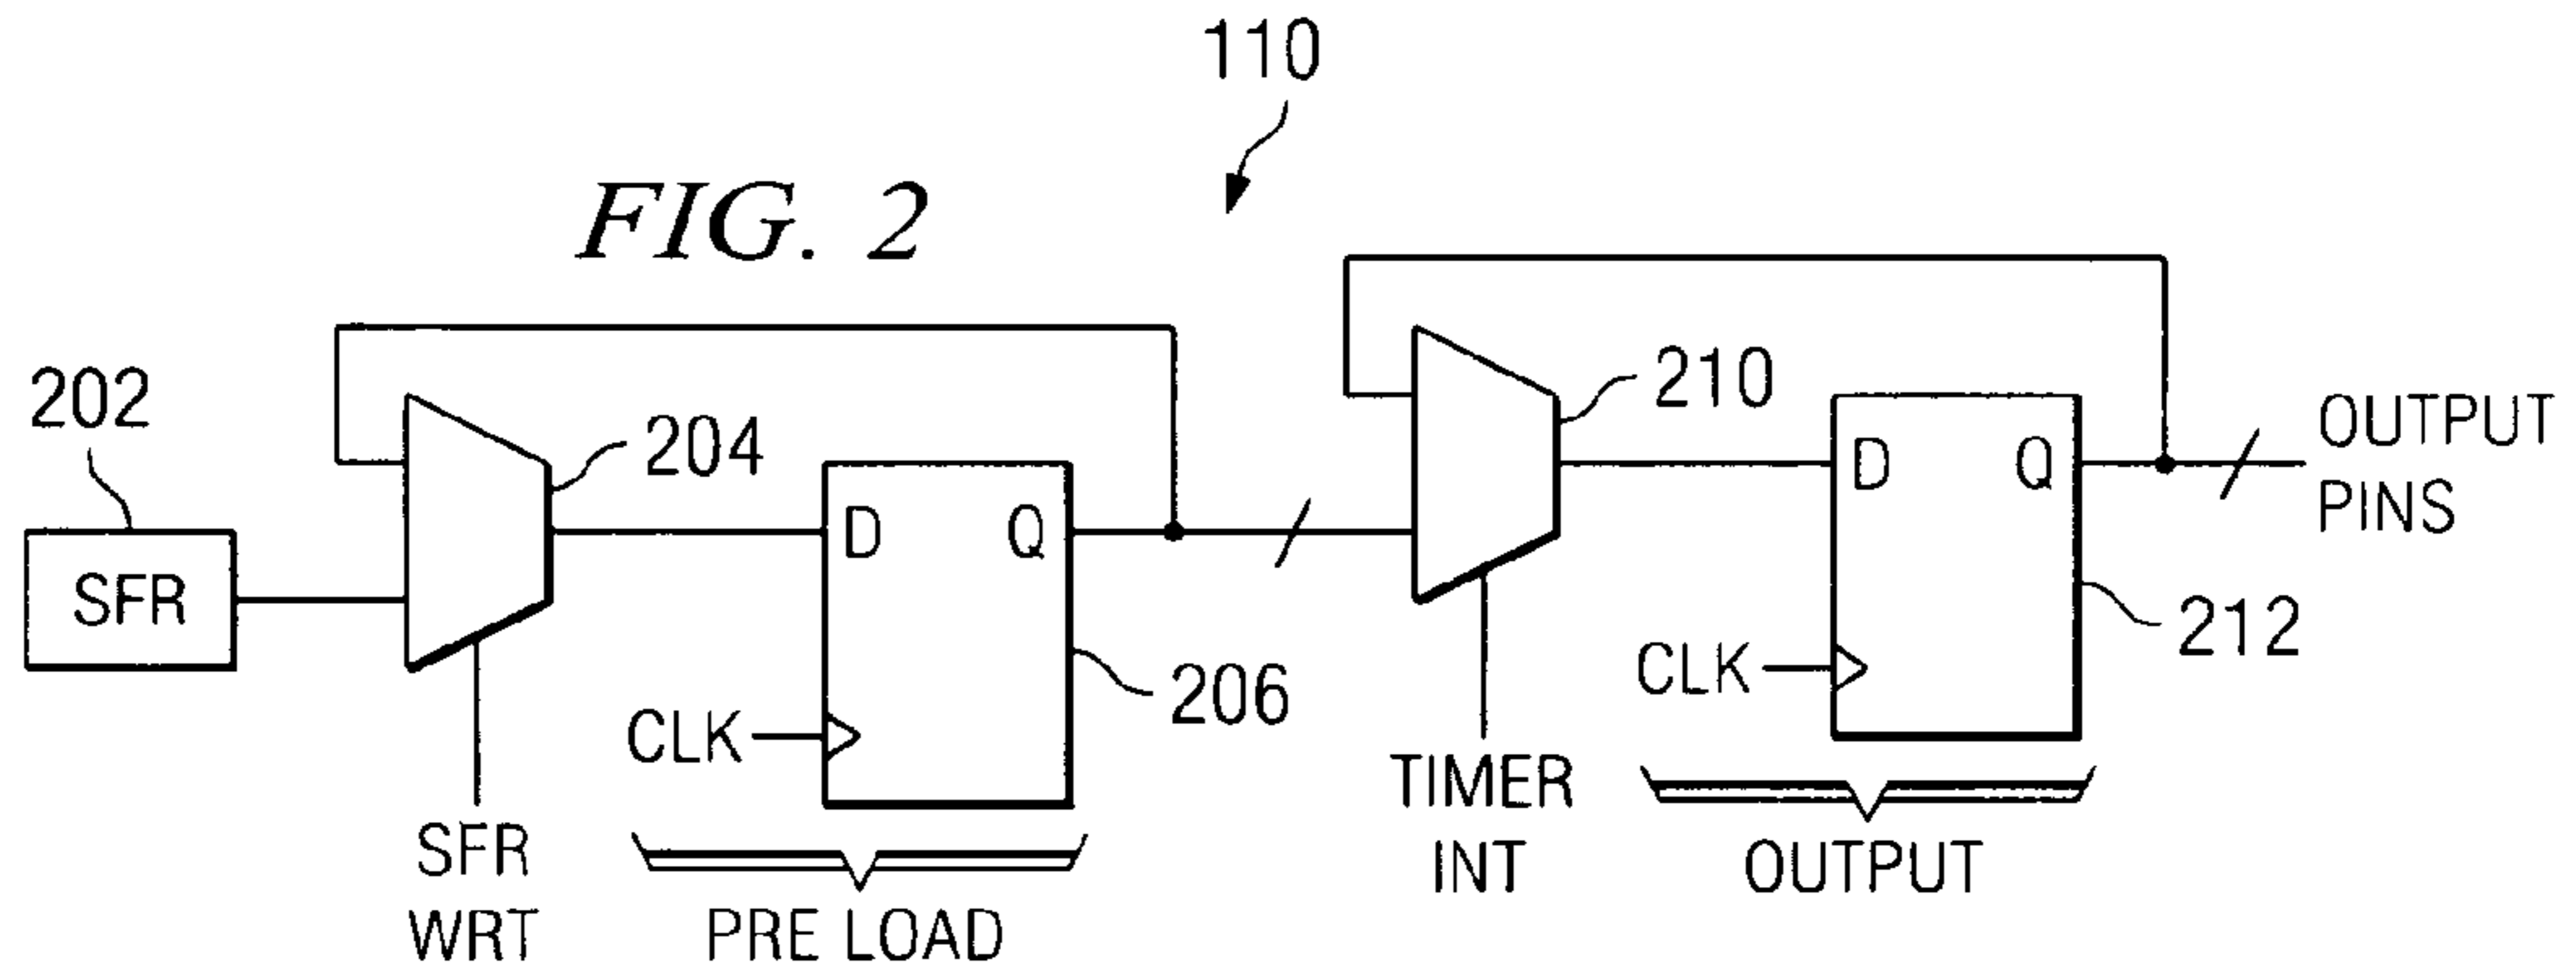 110
FIG. 2
202
SFR
204
D Q
CLK
206
SFR
WRT
PRE LOAD
210
D Q
CLK
212
TIMER
INT
OUTPUT
OUTPUT
PINS